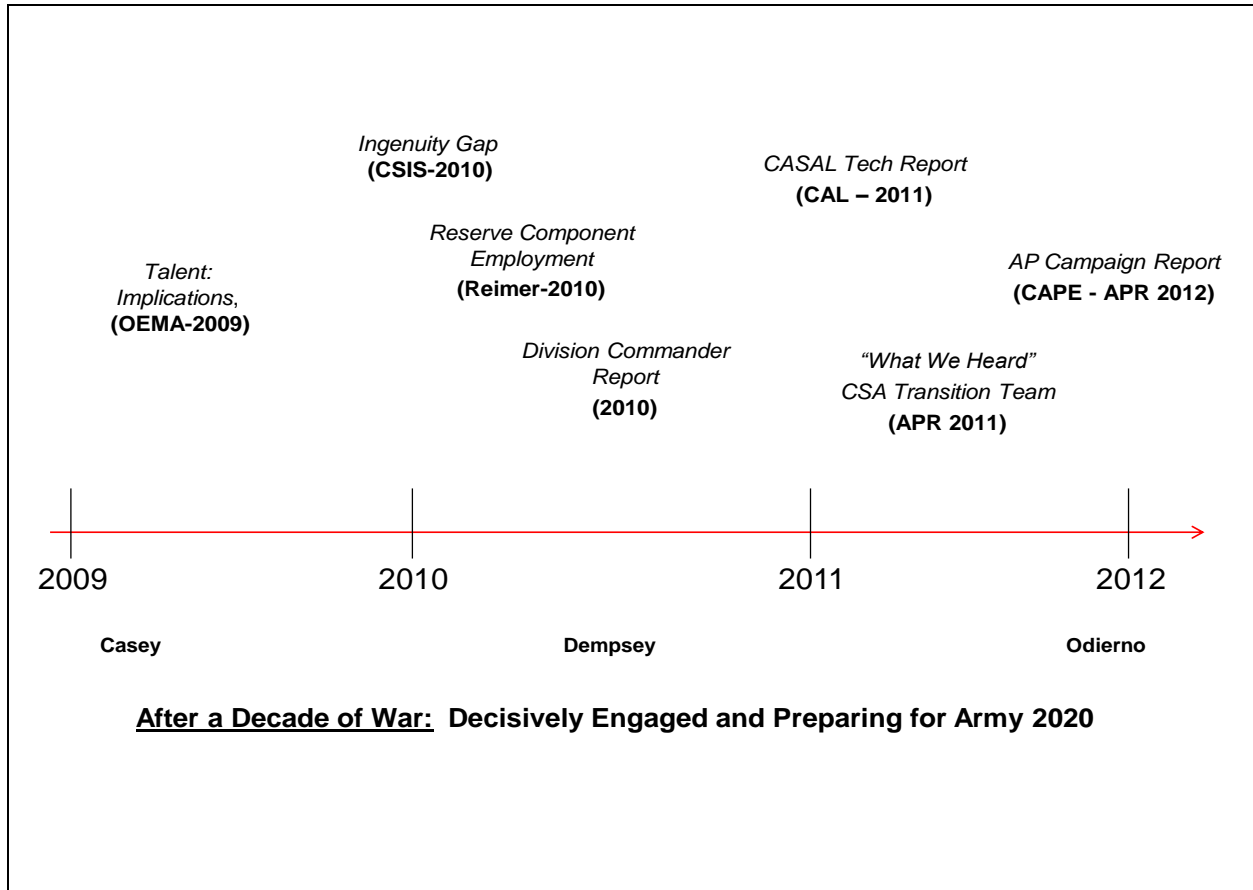 Ingenuity Gap
(CSIS-2010)
CASAL Tech Report
(CAL – 2011)
Reserve Component
Employment
(Reimer-2010)
Talent:
Implications,
(OEMA-2009)
AP Campaign Report
(CAPE - APR 2012)
Division Commander
Report
(2010)
“What We Heard”
CSA Transition Team
(APR 2011)
2009
2010
2011
2012
Casey
Dempsey
Odierno
After a Decade of War: Decisively Engaged and Preparing for Army 2020